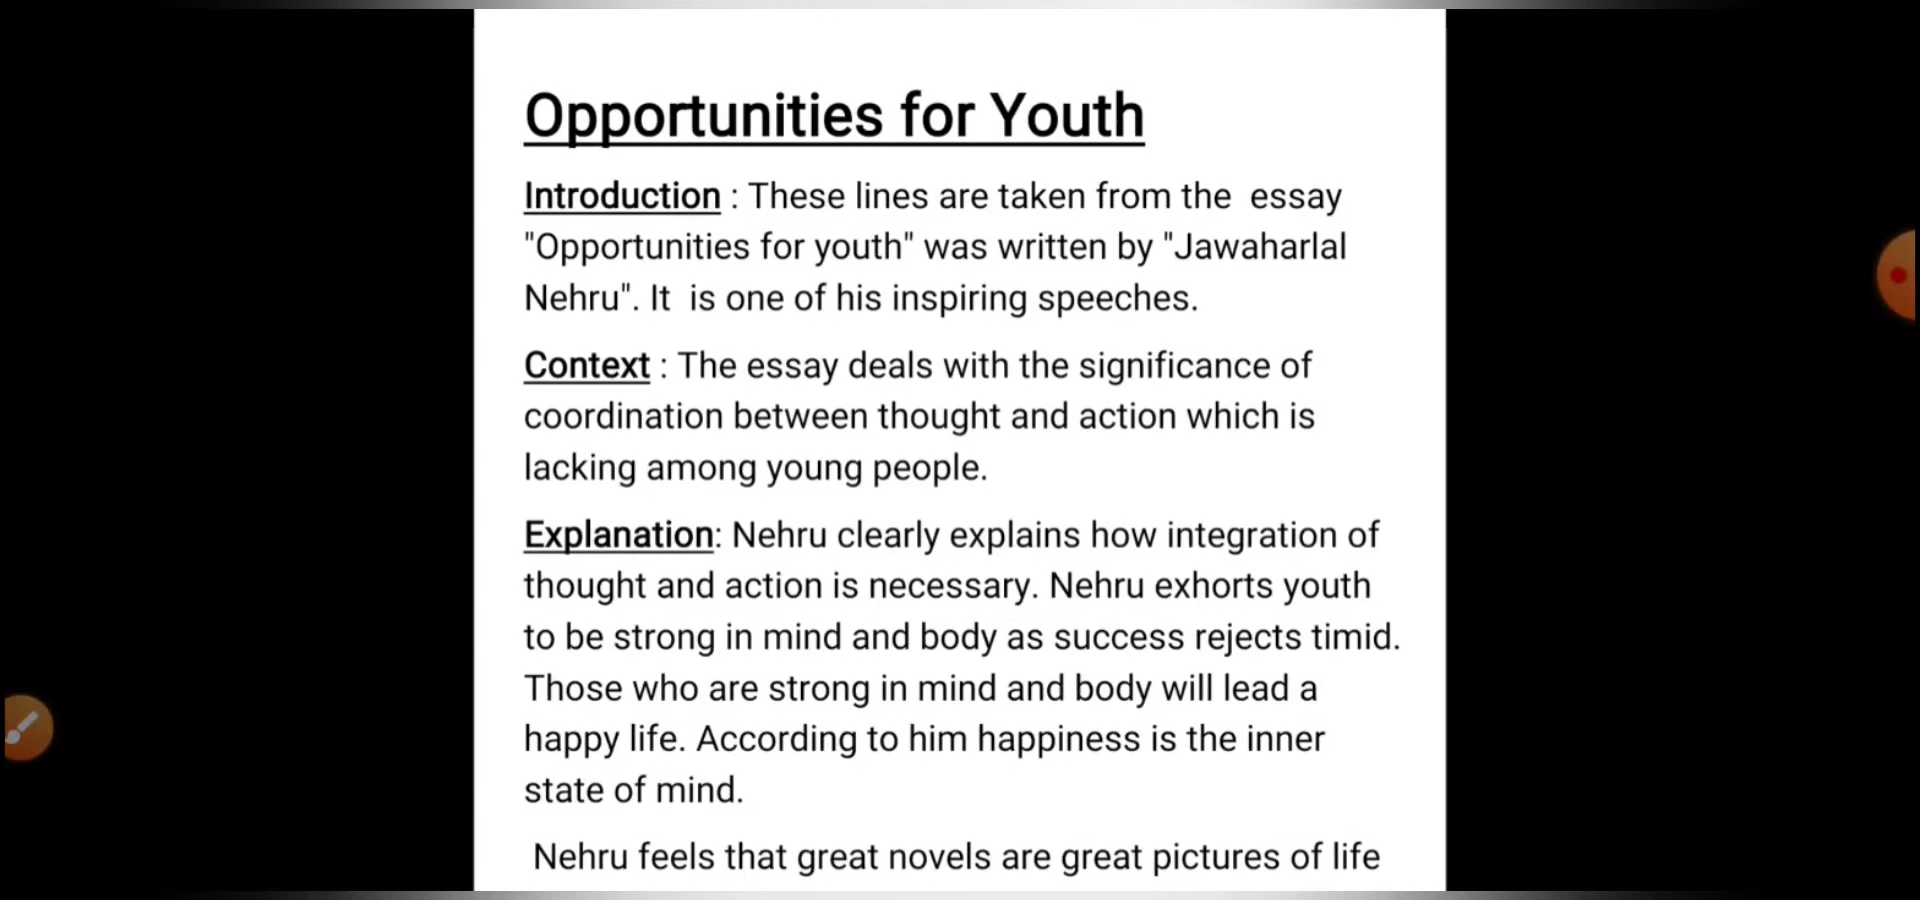 Opportunities for Youth
Introduction : These lines are taken from the  essay
"Opportunities for youth" was written by "Jawaharlal
Nehru". It  is one of his inspiring speeches.
Context : The essay deals with the significance of
coordination between thought and action which is
lacking among young people.
Explanation: Nehru clearly explains how integration of
thought and action is necessary. Nehru exhorts youth
to be strong in mind and body as success rejects timid.
Those who are strong in mind and body will lead a
happy life. According to him happiness is the inner
state of mind.
Nehru feels that great novels are great pictures of life